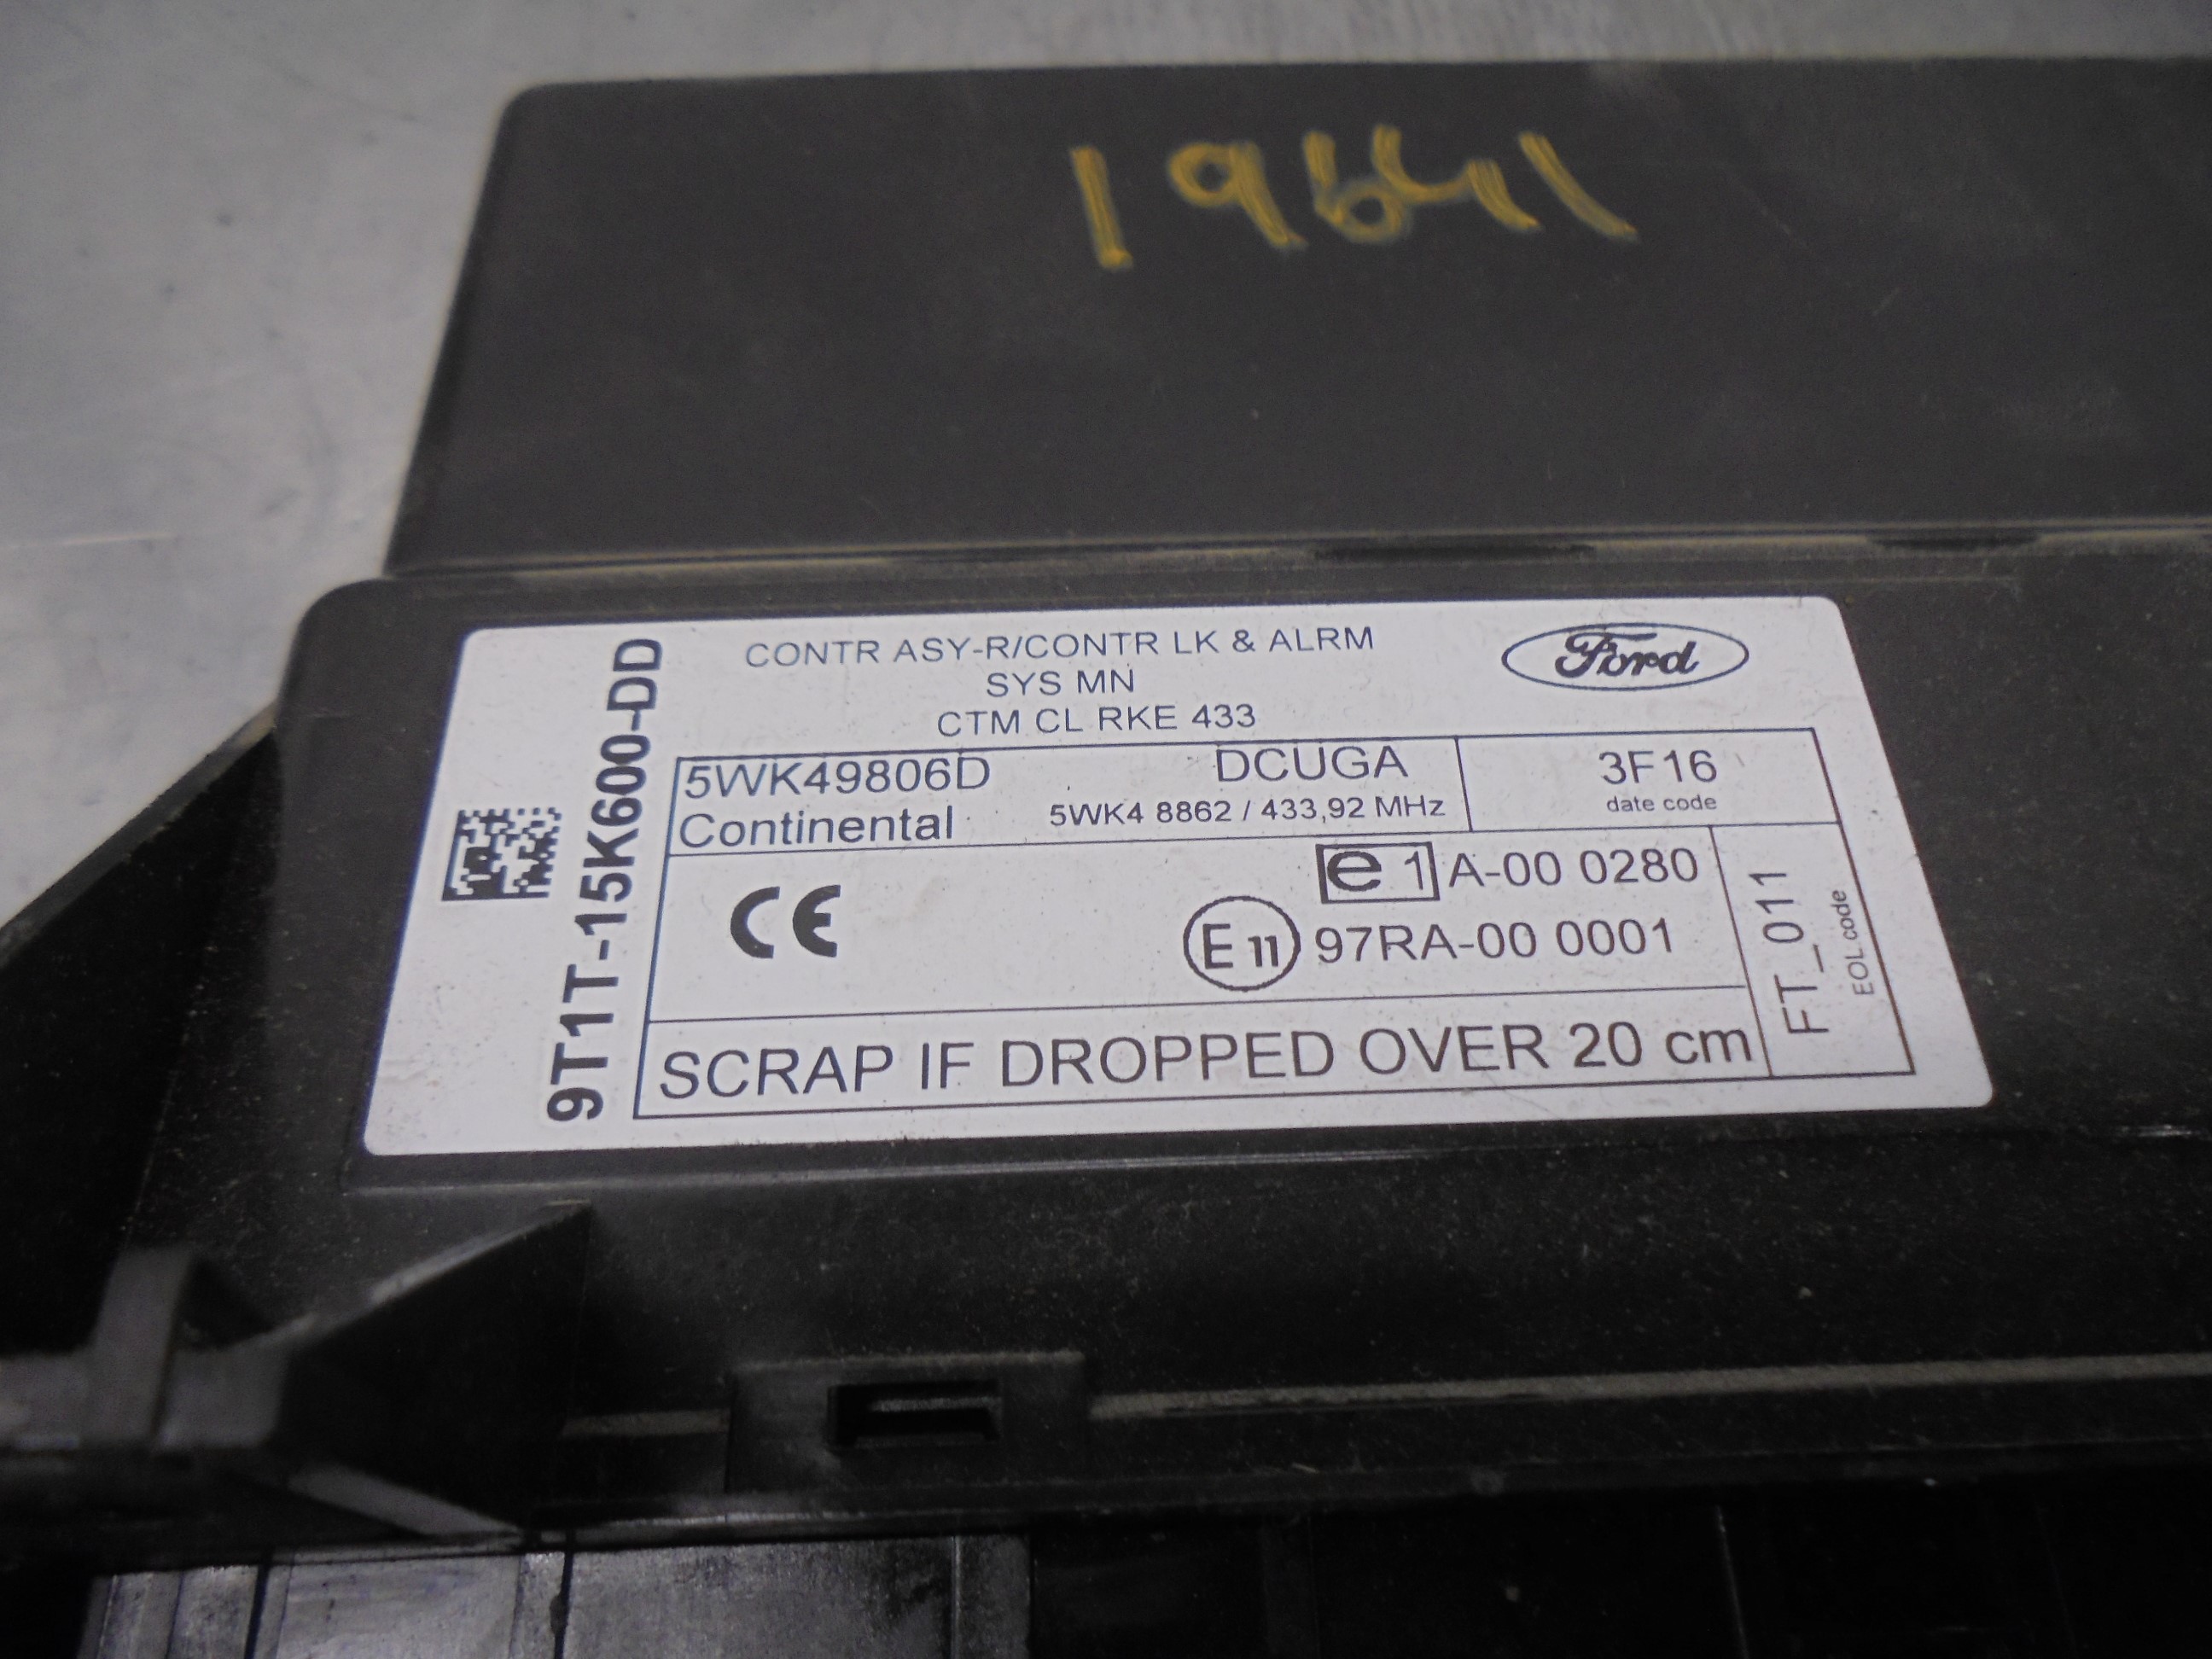 19641
CONTR ASY-R/CONTR LK & ALRM
SYS MN
CTM CL RKE 433
Ford
9T1T-15K600-DD
5WK49806D DCUGA
Continental 5WK4 8862 / 433,92 MHz
3F16
date code
CE
e 1 A-00 0280
E 11 97RA-00 0001
FT_011
EOL code
SCRAP IF DROPPED OVER 20 cm